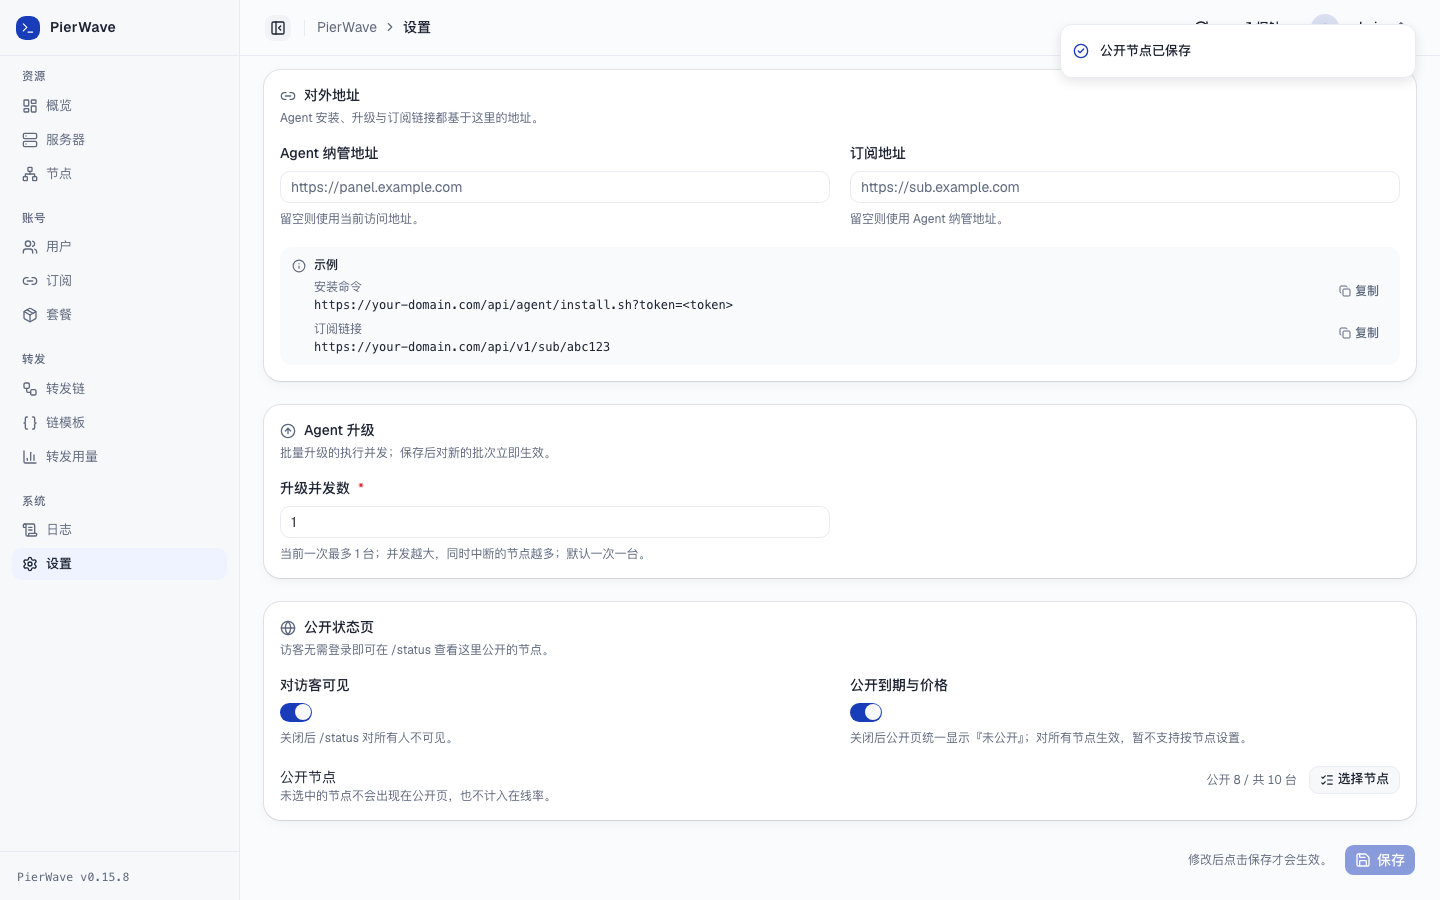 PierWave
PierWave > 设置
公开节点已保存
资源
概览
服务器
节点
账号
用户
订阅
套餐
转发
转发链
链模板
转发用量
系统
日志
设置
PierWave v0.15.8
对外地址
Agent 安装、升级与订阅链接都基于这里的地址。
Agent 纳管地址
https://panel.example.com
留空则使用当前访问地址。
订阅地址
https://sub.example.com
留空则使用 Agent 纳管地址。
示例
安装命令
https://your-domain.com/api/agent/install.sh?token=<token>
复制
订阅链接
https://your-domain.com/api/v1/sub/abc123
复制
Agent 升级
批量升级的执行并发；保存后对新的批次立即生效。
升级并发数 *
1
当前一次最多 1 台；并发越大，同时中断的节点越多；默认一次一台。
公开状态页
访客无需登录即可在 /status 查看这里公开的节点。
对访客可见
关闭后 /status 对所有人不可见。
公开到期与价格
关闭后公开页统一显示『未公开』；对所有节点生效，暂不支持按节点设置。
公开节点
未选中的节点不会出现在公开页，也不计入在线率。
公开 8 / 共 10 台
选择节点
修改后点击保存才会生效。
保存